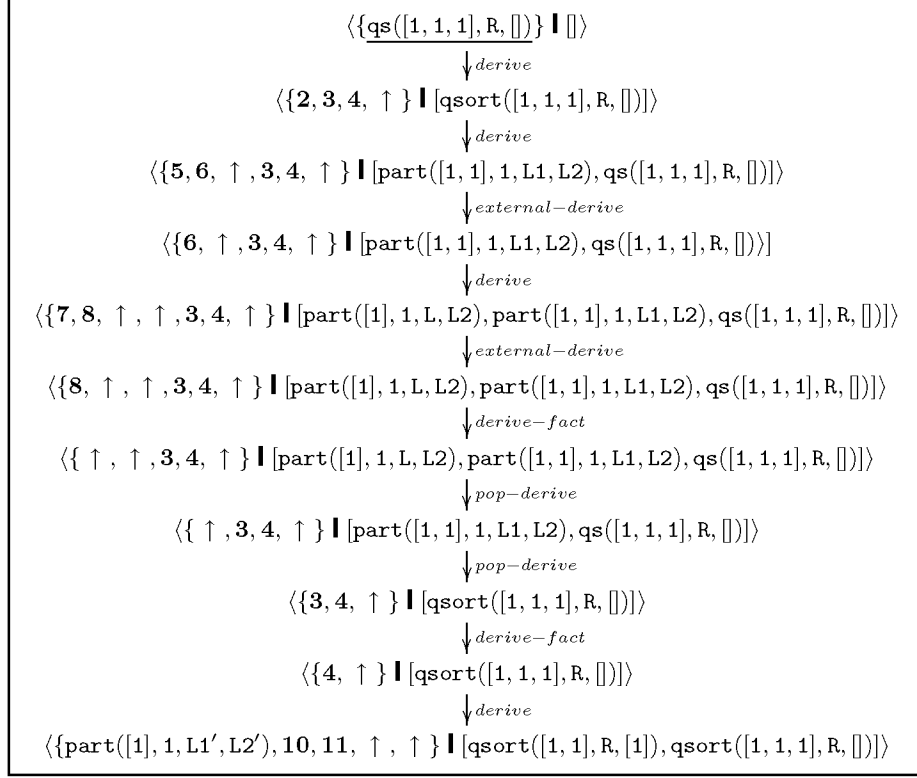 ⟨{qs([1, 1, 1], R, [])} ❙ []⟩
derive
⟨{2, 3, 4, ↑ } ❙ [qsort([1, 1, 1], R, [])]⟩
derive
⟨{5, 6, ↑ , 3, 4, ↑ } ❙ [part([1, 1], 1, L1, L2), qs([1, 1, 1], R, [])]⟩
external−derive
⟨{6, ↑ , 3, 4, ↑ } ❙ [part([1, 1], 1, L1, L2), qs([1, 1, 1], R, [])⟩]
derive
⟨{7, 8, ↑ , ↑ , 3, 4, ↑ } ❙ [part([1], 1, L, L2), part([1, 1], 1, L1, L2), qs([1, 1, 1], R, [])]⟩
external−derive
⟨{8, ↑ , ↑ , 3, 4, ↑ } ❙ [part([1], 1, L, L2), part([1, 1], 1, L1, L2), qs([1, 1, 1], R, [])]⟩
derive−fact
⟨{ ↑ , ↑ , 3, 4, ↑ } ❙ [part([1], 1, L, L2), part([1, 1], 1, L1, L2), qs([1, 1, 1], R, [])]⟩
pop−derive
⟨{ ↑ , 3, 4, ↑ } ❙ [part([1, 1], 1, L1, L2), qs([1, 1, 1], R, [])]⟩
pop−derive
⟨{3, 4, ↑ } ❙ [qsort([1, 1, 1], R, [])]⟩
derive−fact
⟨{4, ↑ } ❙ [qsort([1, 1, 1], R, [])]⟩
derive
⟨{part([1], 1, L1′, L2′), 10, 11, ↑ , ↑ } ❙ [qsort([1, 1], R, [1]), qsort([1, 1, 1], R, [])]⟩